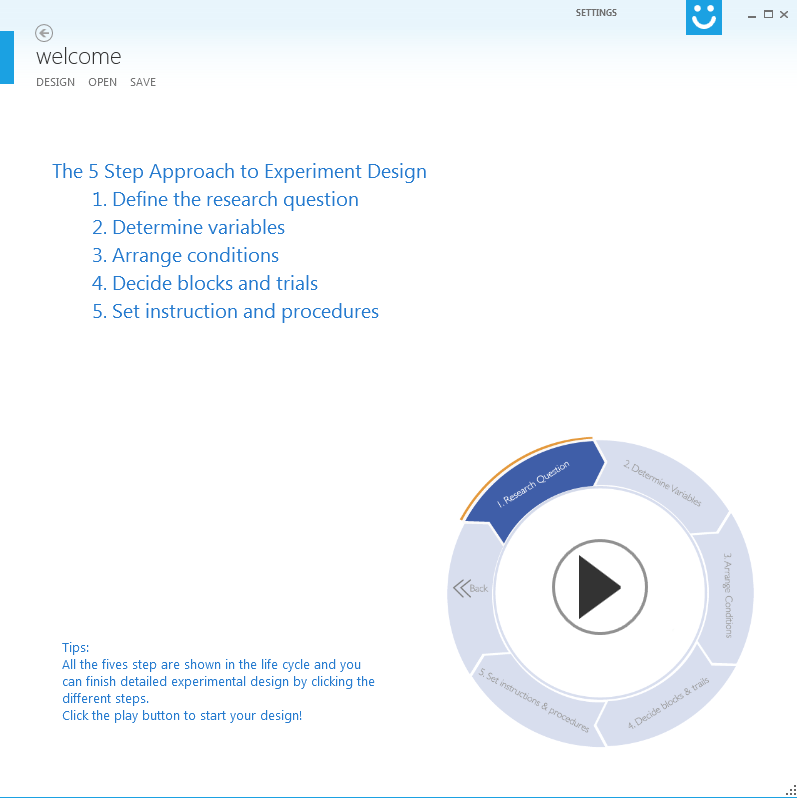 SETTINGS
welcome
DESIGN OPEN SAVE
The 5 Step Approach to Experiment Design
1. Define the research question
2. Determine variables
3. Arrange conditions
4. Decide blocks and trials
5. Set instruction and procedures
1. Research Question
2. Determine Variables
3. Arrange Conditions
4. Decide blocks & trails
5. Set instructions & procedures
Back
Tips:
All the fives step are shown in the life cycle and you
can finish detailed experimental design by clicking the
different steps.
Click the play button to start your design!